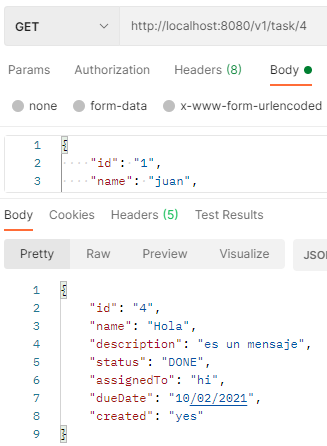 GET http://localhost:8080/v1/task/4
Params Authorization Headers (8) Body
none form-data x-www-form-urlencoded
1 {
2 "id": "1",
3 "name": "juan",
Body Cookies Headers (5) Test Results
Pretty Raw Preview Visualize JSO
1 {
2 "id": "4",
3 "name": "Hola",
4 "description": "es un mensaje",
5 "status": "DONE",
6 "assignedTo": "hi",
7 "dueDate": "10/02/2021",
8 "created": "yes"
9 }